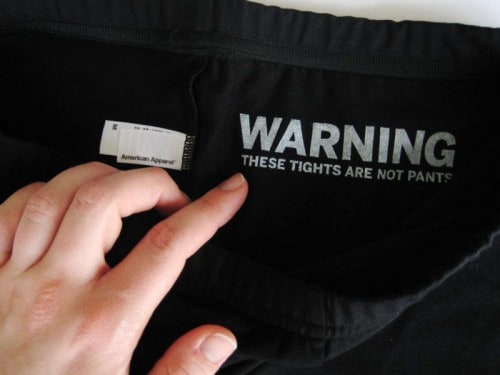 WARNING
THESE TIGHTS ARE NOT PANTS
M
American Apparel